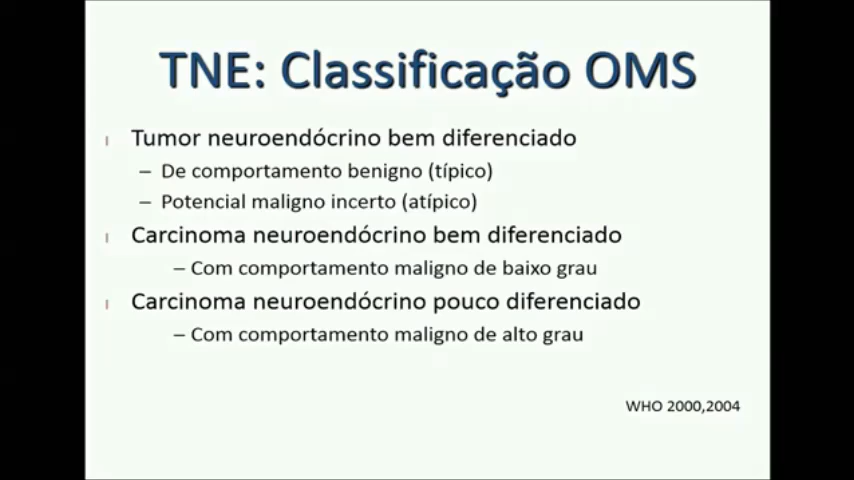 TNE: Classificação OMS
Tumor neuroendócrino bem diferenciado
– De comportamento benigno (típico)
– Potencial maligno incerto (atípico)
Carcinoma neuroendócrino bem diferenciado
– Com comportamento maligno de baixo grau
Carcinoma neuroendócrino pouco diferenciado
– Com comportamento maligno de alto grau
WHO 2000,2004